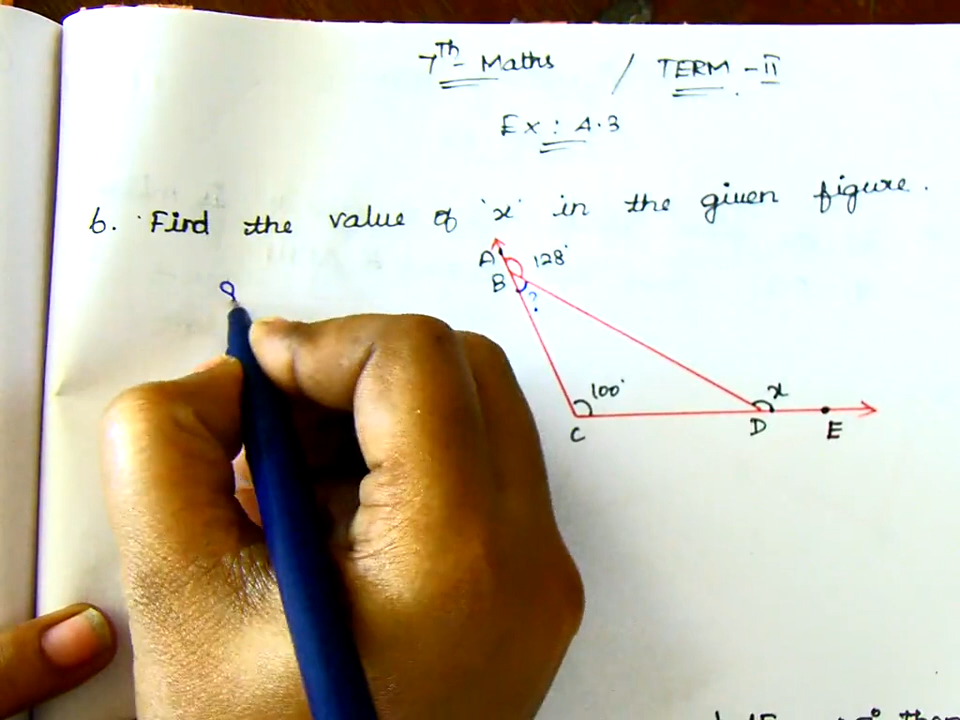 7Th Maths / TERM - II
Ex : 4.3
6. Find the value of 'x' in the given figure.
A 128°
B ?
100° x
C D E